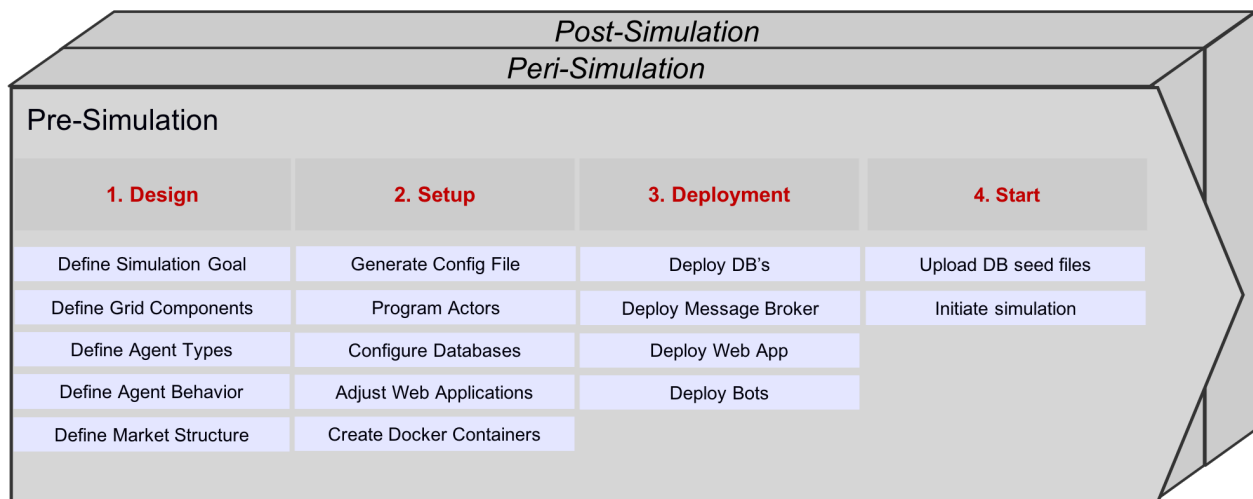 Post-Simulation
Peri-Simulation
Pre-Simulation
1. Design
2. Setup
3. Deployment
4. Start
Define Simulation Goal
Generate Config File
Deploy DB's
Upload DB seed files
Define Grid Components
Program Actors
Deploy Message Broker
Initiate simulation
Define Agent Types
Configure Databases
Deploy Web App
Define Agent Behavior
Adjust Web Applications
Deploy Bots
Define Market Structure
Create Docker Containers